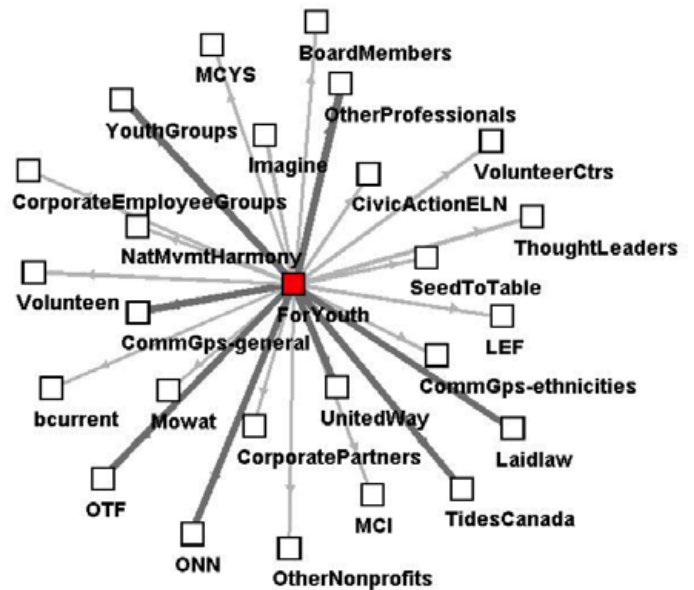 BoardMembers
MCYS
OtherProfessionals
YouthGroups
Imagine
VolunteerCtrs
CorporateEmployeeGroups
CivicActionELN
ThoughtLeaders
NatMvmtHarmony
SeedToTable
Volunteen
ForYouth
CommGps-general
LEF
CommGps-ethnicities
bcurrent
Mowat
UnitedWay
Laidlaw
CorporatePartners
OTF
MCI
TidesCanada
ONN
OtherNonprofits